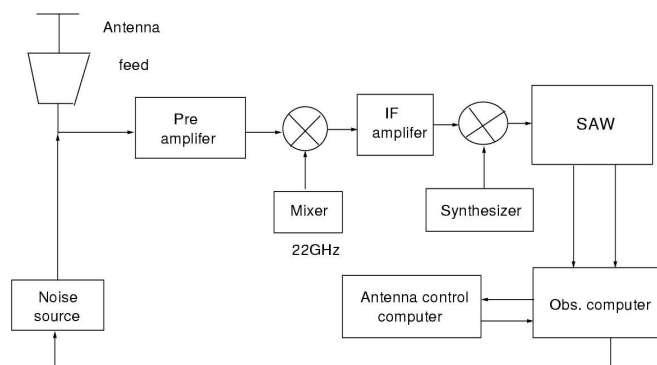 Antenna
feed
Pre
amplifer
IF
amplifer
SAW
Mixer
22GHz
Synthesizer
Noise
source
Antenna control
computer
Obs. computer